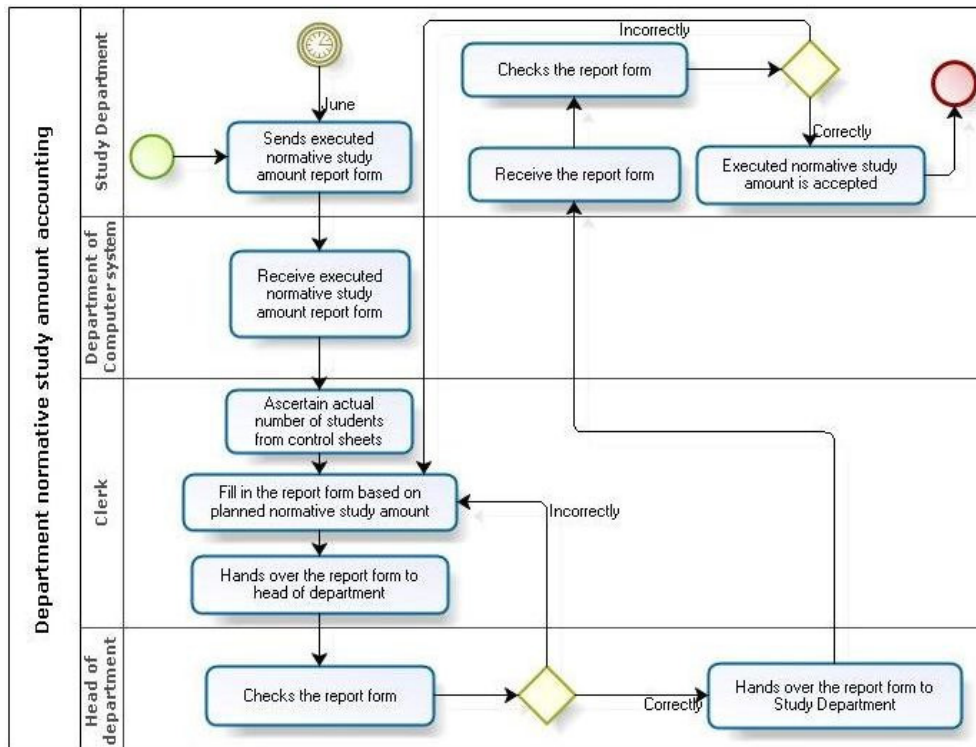 Department normative study amount accounting
Study Department
June
Sends executed
normative study
amount report form
Checks the report form
Incorrectly
Receive the report form
Correctly
Executed normative study
amount is accepted
Department of
Computer system
Receive executed
normative study
amount report form
Clerk
Ascertain actual
number of students
from control sheets
Fill in the report form based on
planned normative study amount
Incorrectly
Hands over the report form to
head of department
Head of
department
Checks the report form
Correctly
Hands over the report form to
Study Department